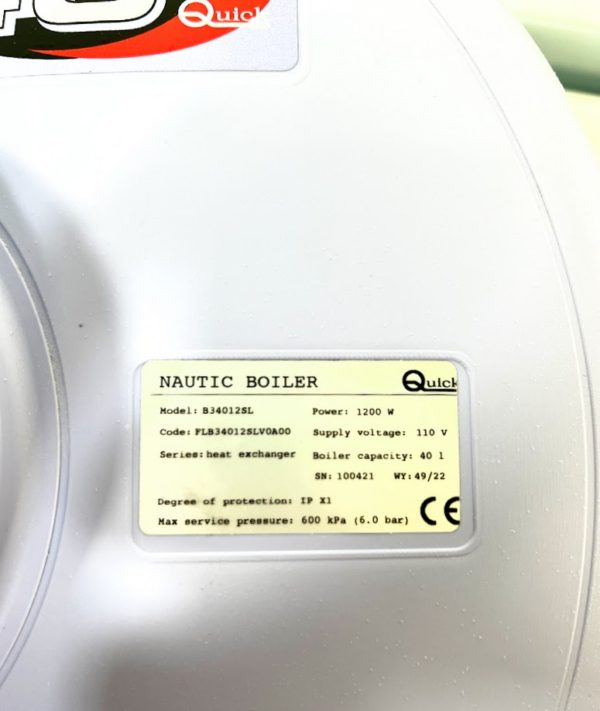 Quick
NAUTIC BOILER Quick
Model: B34012SL Power: 1200 W
Code: FLB34012SLV0A00 Supply voltage: 110 V
Series: heat exchanger Boiler capacity: 40 l
SN: 100421 WY: 49/22
Degree of protection: IP X1
Max service pressure: 600 kPa (6.0 bar) CE